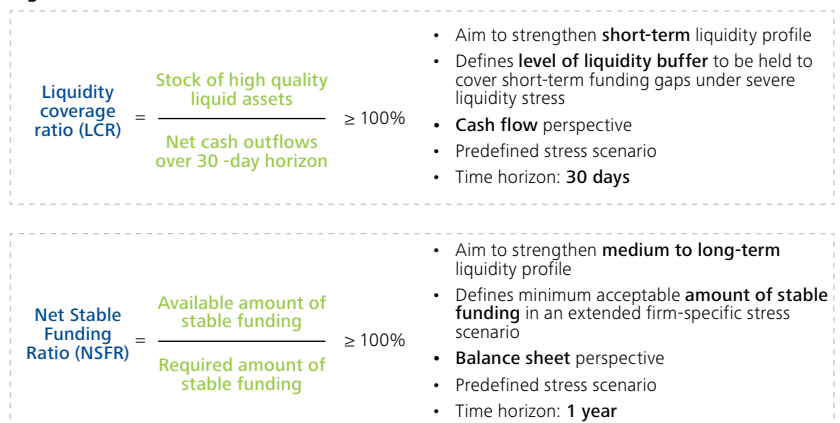 Liquidity
coverage
ratio (LCR)
=
Stock of high quality
liquid assets
Net cash outflows
over 30 -day horizon
≥ 100%
• Aim to strengthen short-term liquidity profile
• Defines level of liquidity buffer to be held to
cover short-term funding gaps under severe
liquidity stress
• Cash flow perspective
• Predefined stress scenario
• Time horizon: 30 days
Net Stable
Funding
Ratio (NSFR)
=
Available amount of
stable funding
Required amount of
stable funding
≥ 100%
• Aim to strengthen medium to long-term
liquidity profile
• Defines minimum acceptable amount of stable
funding in an extended firm-specific stress
scenario
• Balance sheet perspective
• Predefined stress scenario
• Time horizon: 1 year